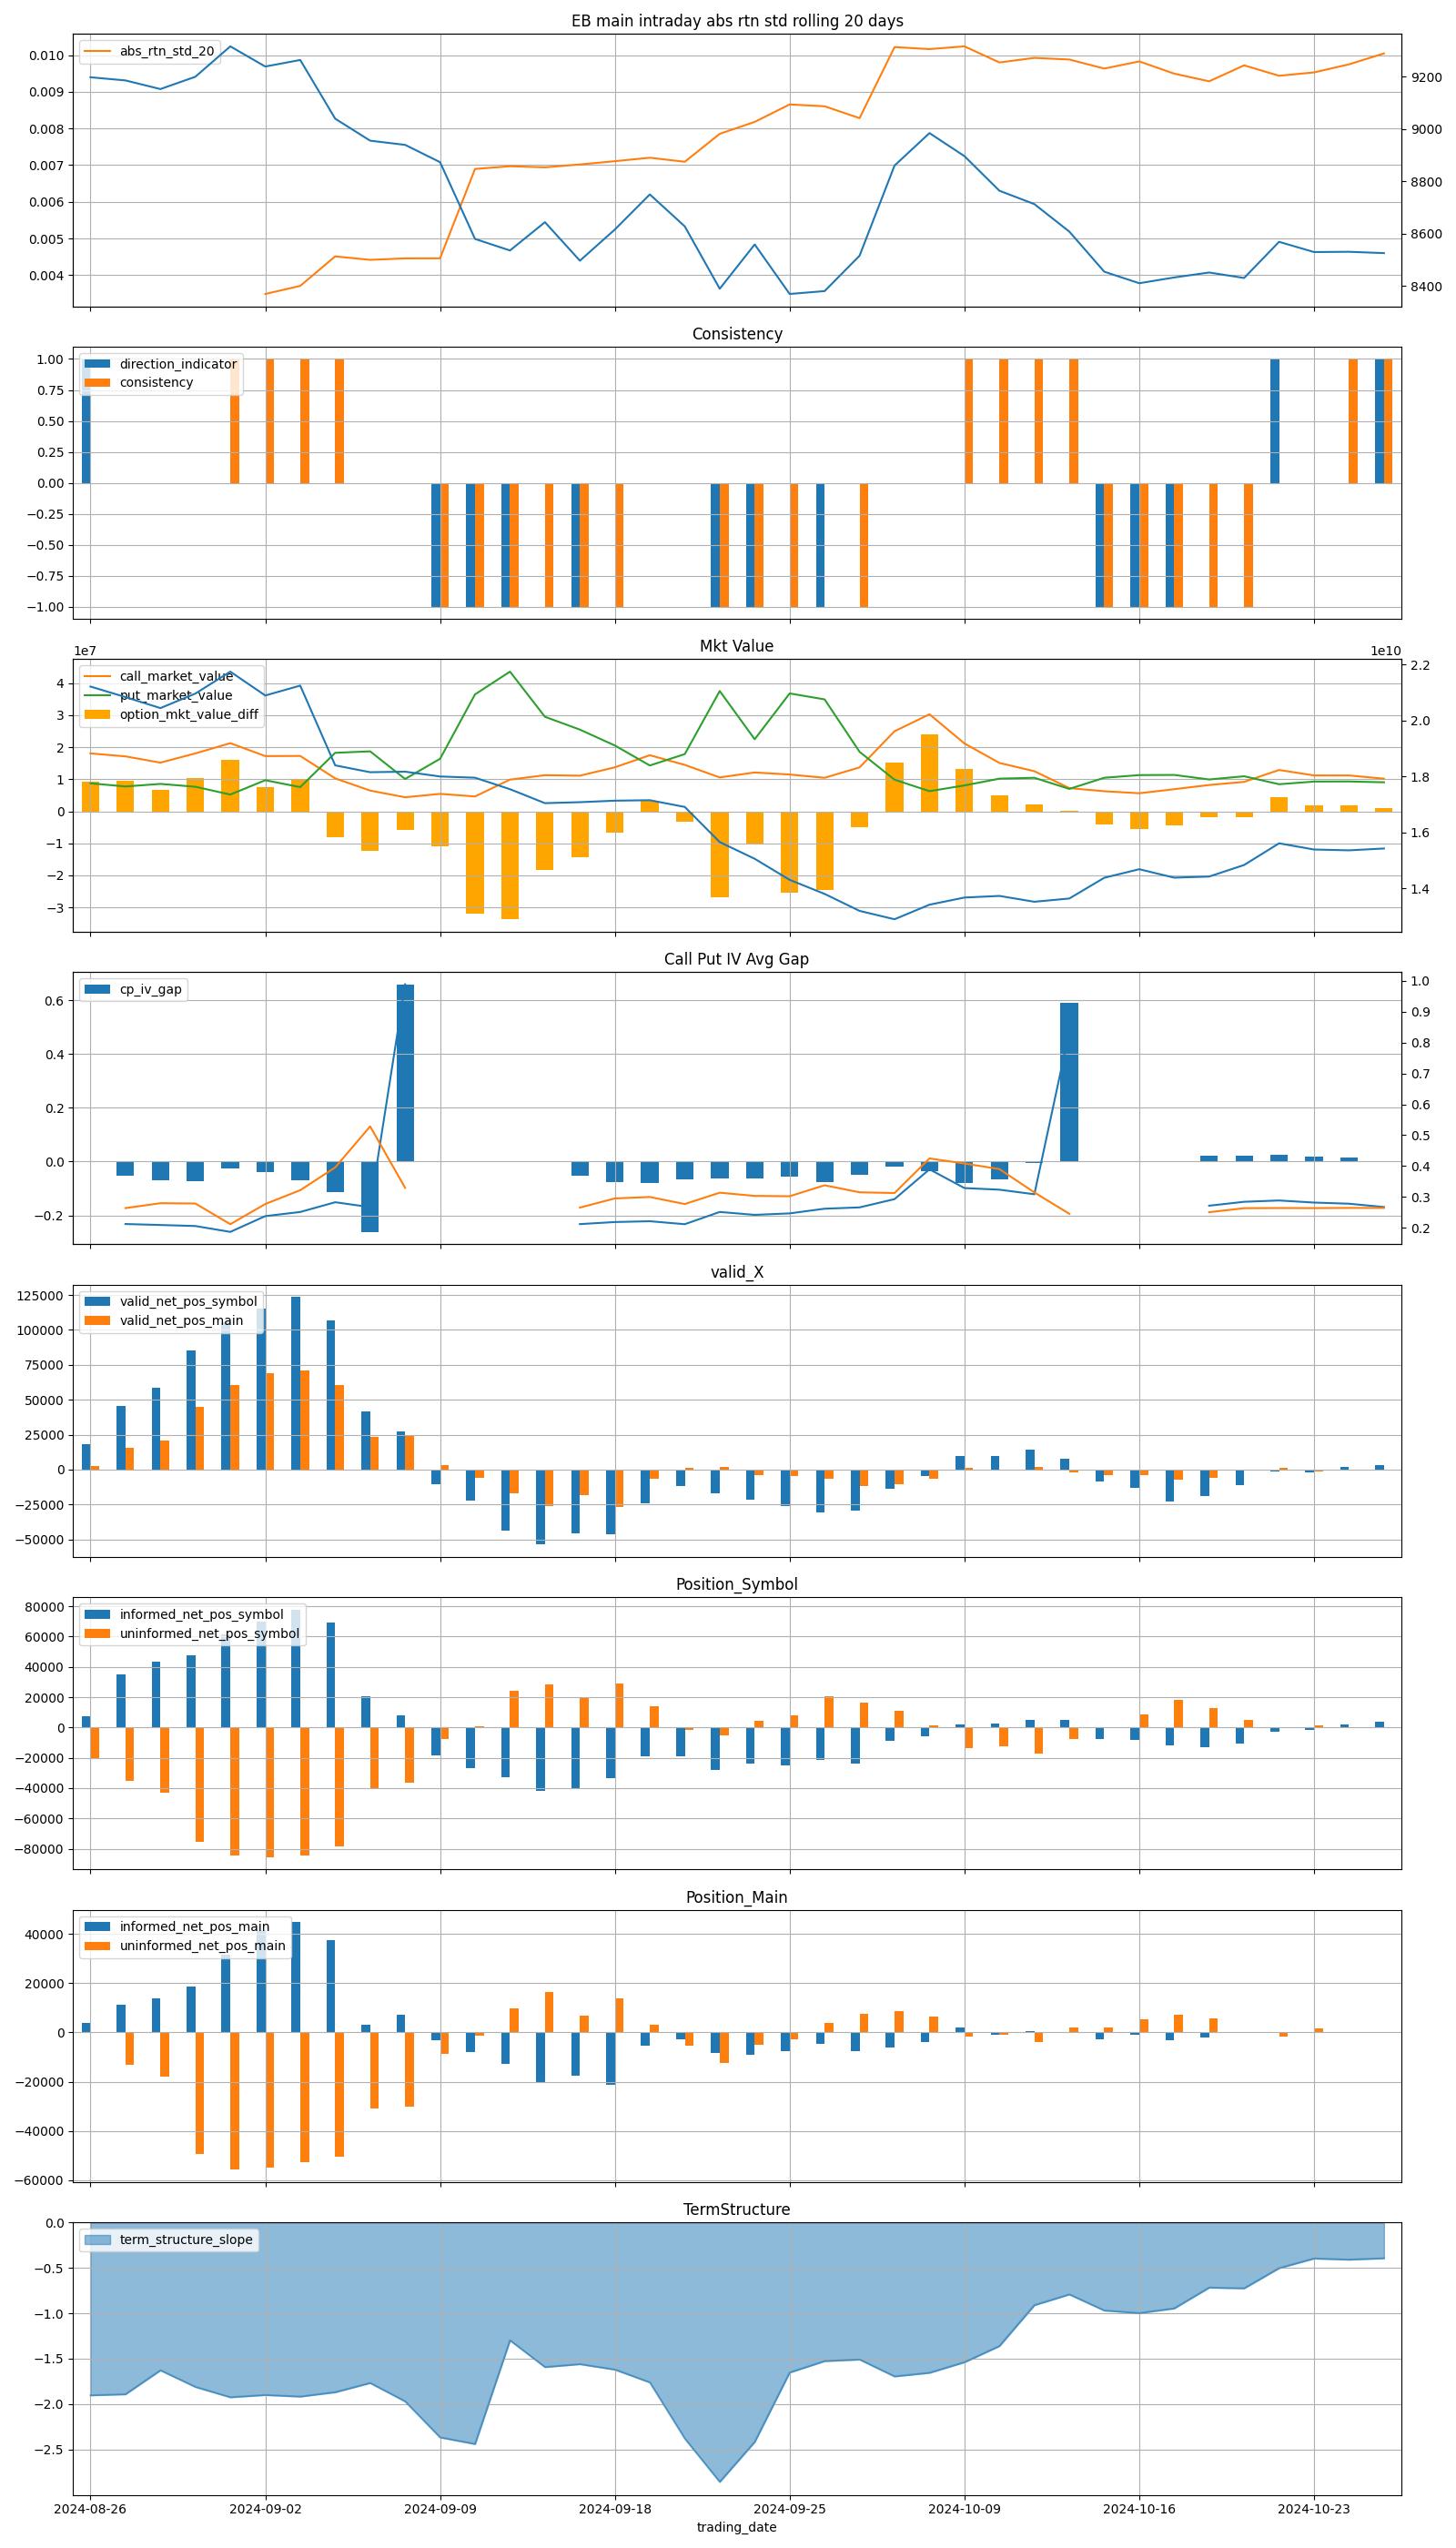 EB main intraday abs rtn std rolling 20 days
abs_rtn_std_20
0.010
0.009
0.008
0.007
0.006
0.005
0.004
9200
9000
8800
8600
8400
Consistency
direction_indicator
consistency
1.00
0.75
0.50
0.25
0.00
−0.25
−0.50
−0.75
−1.00
Mkt Value
1e7
1e10
call_market_value
put_market_value
option_mkt_value_diff
4
3
2
1
0
−1
−2
−3
2.2
2.0
1.8
1.6
1.4
Call Put IV Avg Gap
cp_iv_gap
0.6
0.4
0.2
0.0
−0.2
1.0
0.9
0.8
0.7
0.6
0.5
0.4
0.3
0.2
valid_X
valid_net_pos_symbol
valid_net_pos_main
125000
100000
75000
50000
25000
0
−25000
−50000
Position_Symbol
informed_net_pos_symbol
uninformed_net_pos_symbol
80000
60000
40000
20000
0
−20000
−40000
−60000
−80000
Position_Main
informed_net_pos_main
uninformed_net_pos_main
40000
20000
0
−20000
−40000
−60000
TermStructure
term_structure_slope
0.0
−0.5
−1.0
−1.5
−2.0
−2.5
2024-08-26 2024-09-02 2024-09-09 2024-09-18 2024-09-25 2024-10-09 2024-10-16 2024-10-23
trading_date